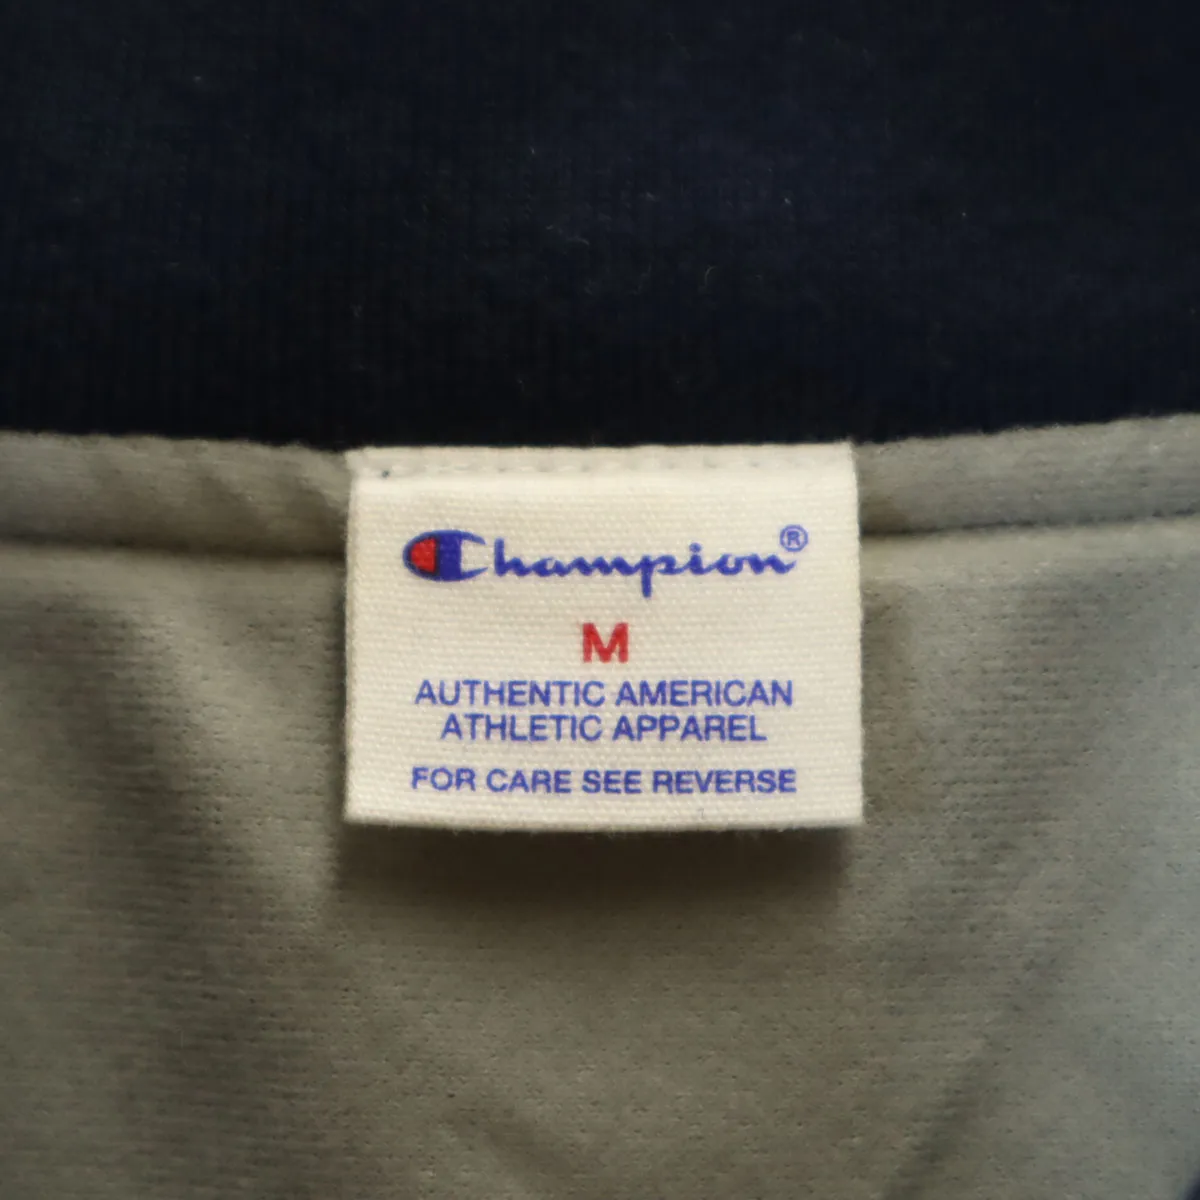 Champion®
M
AUTHENTIC AMERICAN
ATHLETIC APPAREL
FOR CARE SEE REVERSE